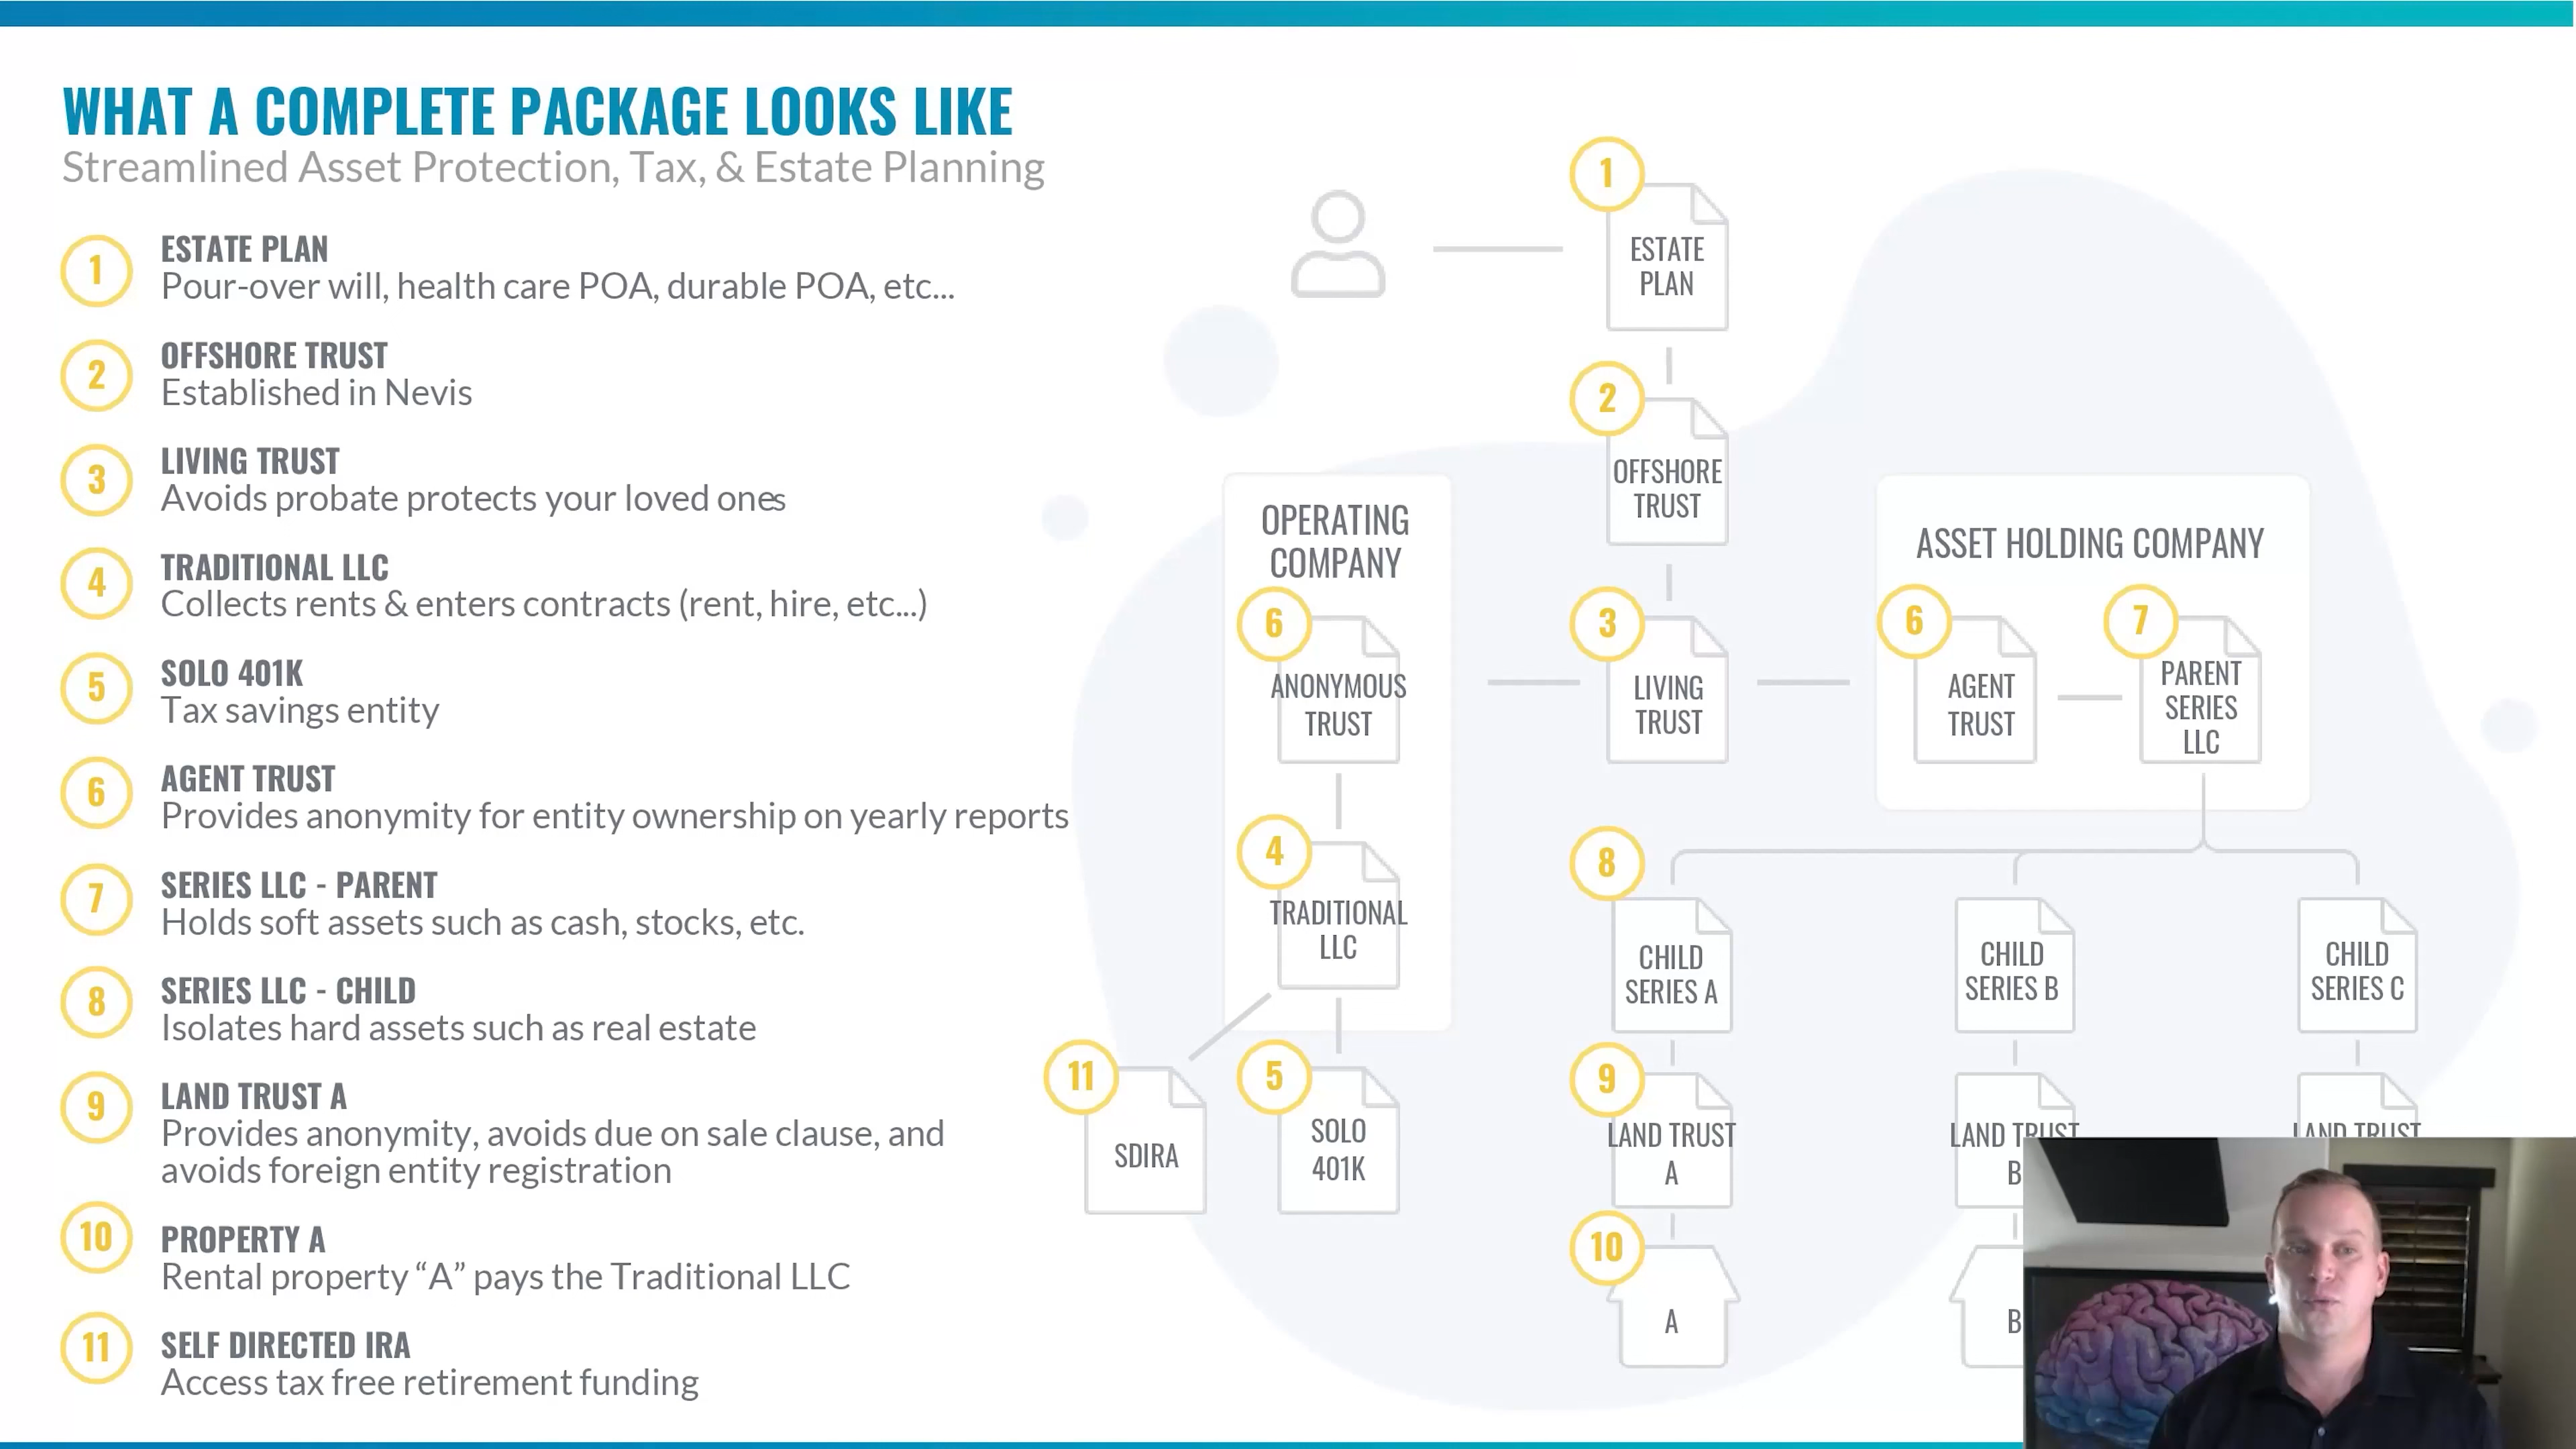 WHAT A COMPLETE PACKAGE LOOKS LIKE
Streamlined Asset Protection, Tax, & Estate Planning
1
ESTATE PLAN
Pour-over will, health care POA, durable POA, etc...
2
OFFSHORE TRUST
Established in Nevis
3
LIVING TRUST
Avoids probate protects your loved ones
4
TRADITIONAL LLC
Collects rents & enters contracts (rent, hire, etc...)
5
SOLO 401K
Tax savings entity
6
AGENT TRUST
Provides anonymity for entity ownership on yearly reports
7
SERIES LLC - PARENT
Holds soft assets such as cash, stocks, etc.
8
SERIES LLC - CHILD
Isolates hard assets such as real estate
9
LAND TRUST A
Provides anonymity, avoids due on sale clause, and
avoids foreign entity registration
10
PROPERTY A
Rental property “A” pays the Traditional LLC
11
SELF DIRECTED IRA
Access tax free retirement funding
1
ESTATE
PLAN
2
OFFSHORE
TRUST
OPERATING
COMPANY
6
ANONYMOUS
TRUST
4
TRADITIONAL
LLC
11
SDIRA
5
SOLO
401K
3
LIVING
TRUST
ASSET HOLDING COMPANY
6
AGENT
TRUST
7
PARENT
SERIES
LLC
8
CHILD
SERIES A
CHILD
SERIES B
CHILD
SERIES C
9
LAND TRUST
A
LAND TRUST
B
LAND TRUST
10
A
B